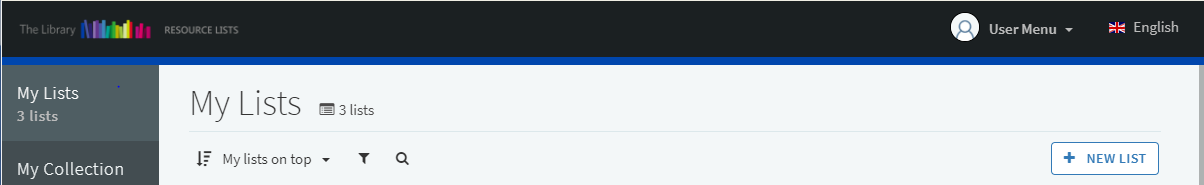 The Library RESOURCE LISTS
User Menu
English
My Lists
3 lists
My Collection
My Lists 3 lists
My lists on top
NEW LIST